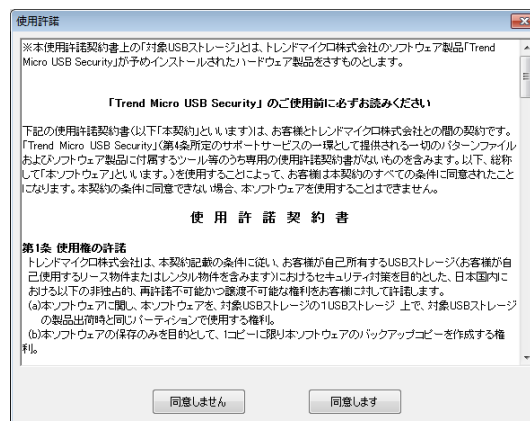 使用許諾
※本使用許諾契約書上の「対象USBストレージ」とは、トレンドマイクロ株式会社のソフトウェア製品「Trend
Micro USB Security」が予めインストールされたハードウェア製品をさすものとします。
「Trend Micro USB Security」のご使用前に必ずお読みください
下記の使用許諾契約書(以下「本契約」といいます)は、お客様とトレンドマイクロ株式会社との間の契約です。
「Trend Micro USB Security」(第4条所定のサポートサービスの一環として提供される一切のパターンファイル
およびソフトウェア製品に付属するツール等のうち専用の使用許諾契約書がないものを含みます。以下、総称
して「本ソフトウェア」といいます。)を使用することによって、お客様は本契約のすべての条件に同意されたこと
になります。本契約の条件に同意できない場合、本ソフトウェアを使用することはできません。
使 用 許 諾 契 約 書
第1条 使用権の許諾
トレンドマイクロ株式会社は、本契約記載の条件に従い、お客様が自己所有するUSBストレージ(お客様が自
己使用するリース物件またはレンタル物件を含みます)におけるセキュリティ対策を目的とした、日本国内に
おける以下の非独占的、再許諾不可能かつ譲渡不可能な権利をお客様に対して許諾します。
(a)本ソフトウェアに関し、本ソフトウェアを、対象USBストレージの1USBストレージ 上で、対象USBストレージ
の製品出荷時と同じパーティションで使用する権利。
(b)本ソフトウェアの保存のみを目的として、1コピーに限り本ソフトウェアのバックアップコピーを作成する権
利。
同意しません
同意します